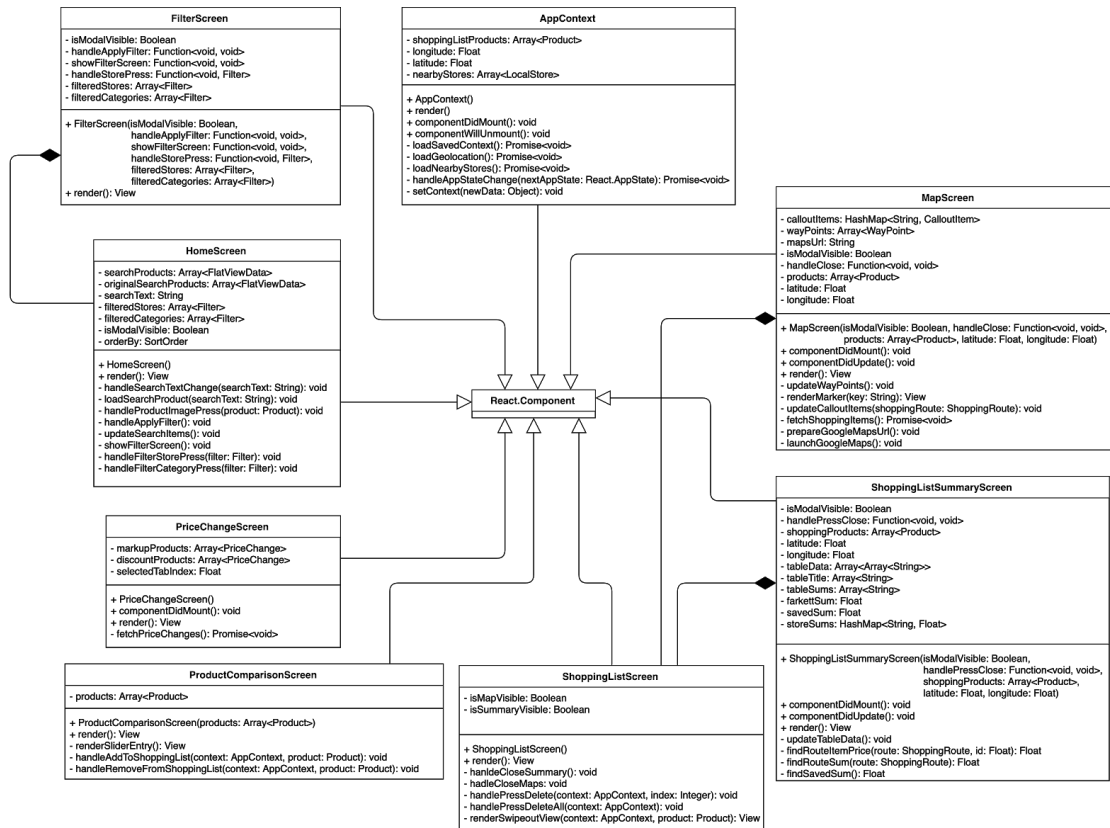 FilterScreen
- isModalVisible: Boolean
- handleApplyFilter: Function<void, void>
- showFilterScreen: Function<void, void>
- handleStorePress: Function<void, Filter>
- filteredStores: Array<Filter>
- filteredCategories: Array<Filter>
+ FilterScreen(isModalVisible: Boolean,
handleApplyFilter: Function<void, void>,
showFilterScreen: Function<void, void>,
handleStorePress: Function<void, Filter>,
filteredStores: Array<Filter>,
filteredCategories: Array<Filter>)
+ render(): View
AppContext
- shoppingListProducts: Array<Product>
- longitude: Float
- latitude: Float
- nearbyStores: Array<LocalStore>
+ AppContext()
+ render()
+ componentDidMount(): void
+ componentWillUnmount(): void
- loadSavedContext(): Promise<void>
- loadGeolocation(): Promise<void>
- loadNearbyStores(): Promise<void>
- handleAppStateChange(nextAppState: React.AppState): Promise<void>
- setContext(newData: Object): void
MapScreen
- calloutItems: HashMap<String, CalloutItem>
- wayPoints: Array<WayPoint>
- mapsUrl: String
- isModalVisible: Boolean
- handleClose: Function<void, void>
- products: Array<Product>
- latitude: Float
- longitude: Float
+ MapScreen(isModalVisible: Boolean, handleClose: Function<void, void>,
products: Array<Product>, latitude: Float, longitude: Float)
+ componentDidMount(): void
+ componentDidUpdate(): void
+ render(): View
- updateWayPoints(): void
- renderMarker(key: String): View
- updateCalloutItems(shoppingRoute: ShoppingRoute): void
- fetchShoppingItems(): Promise<void>
- prepareGoogleMapsUrl(): void
- launchGoogleMaps(): void
HomeScreen
- searchProducts: Array<FlatViewData>
- originalSearchProducts: Array<FlatViewData>
- searchText: String
- filteredStores: Array<Filter>
- filteredCategories: Array<Filter>
- isModalVisible: Boolean
- orderBy: SortOrder
+ HomeScreen()
+ render(): View
- handleSearchTextChange(searchText: String): void
- loadSearchProduct(searchText: String): void
- handleProductImagePress(product: Product): void
- handleApplyFilter(): void
- updateSearchItems(): void
- showFilterScreen(): void
- handleFilterStorePress(filter: Filter): void
- handleFilterCategoryPress(filter: Filter): void
React.Component
PriceChangeScreen
- markupProducts: Array<PriceChange>
- discountProducts: Array<PriceChange>
- selectedTabIndex: Float
+ PriceChangeScreen()
+ componentDidMount(): void
+ render(): View
- fetchPriceChanges(): Promise<void>
ShoppingListSummaryScreen
- isModalVisible: Boolean
- handlePressClose: Function<void, void>
- shoppingProducts: Array<Product>
- latitude: Float
- longitude: Float
- tableData: Array<Array<String>>
- tableTitle: Array<String>
- tableSums: Array<String>
- farkettSum: Float
- savedSum: Float
- storeSums: HashMap<String, Float>
+ ShoppingListSummaryScreen(isModalVisible: Boolean,
handlePressClose: Function<void, void>,
shoppingProducts: Array<Product>,
latitude: Float, longitude: Float)
+ componentDidMount(): void
+ componentDidUpdate(): void
+ render(): View
- updateTableData(): void
- findRouteItemPrice(route: ShoppingRoute, id: Float): Float
- findRouteSum(route: ShoppingRoute): Float
- findSavedSum(): Float
ProductComparisonScreen
- products: Array<Product>
+ ProductComparisonScreen(products: Array<Product>)
+ render(): View
- renderSliderEntry(): View
- handleAddToShoppingList(context: AppContext, product: Product): void
- handleRemoveFromShoppingList(context: AppContext, product: Product): void
ShoppingListScreen
- isMapVisible: Boolean
- isSummaryVisible: Boolean
+ ShoppingListScreen()
+ render(): View
- hanldeCloseSummary(): void
- hadleCloseMaps: void
- handlePressDelete(context: AppContext, index: Integer): void
- handlePressDeleteAll(context: AppContext): void
- renderSwipeoutView(context: AppContext, product: Product): View